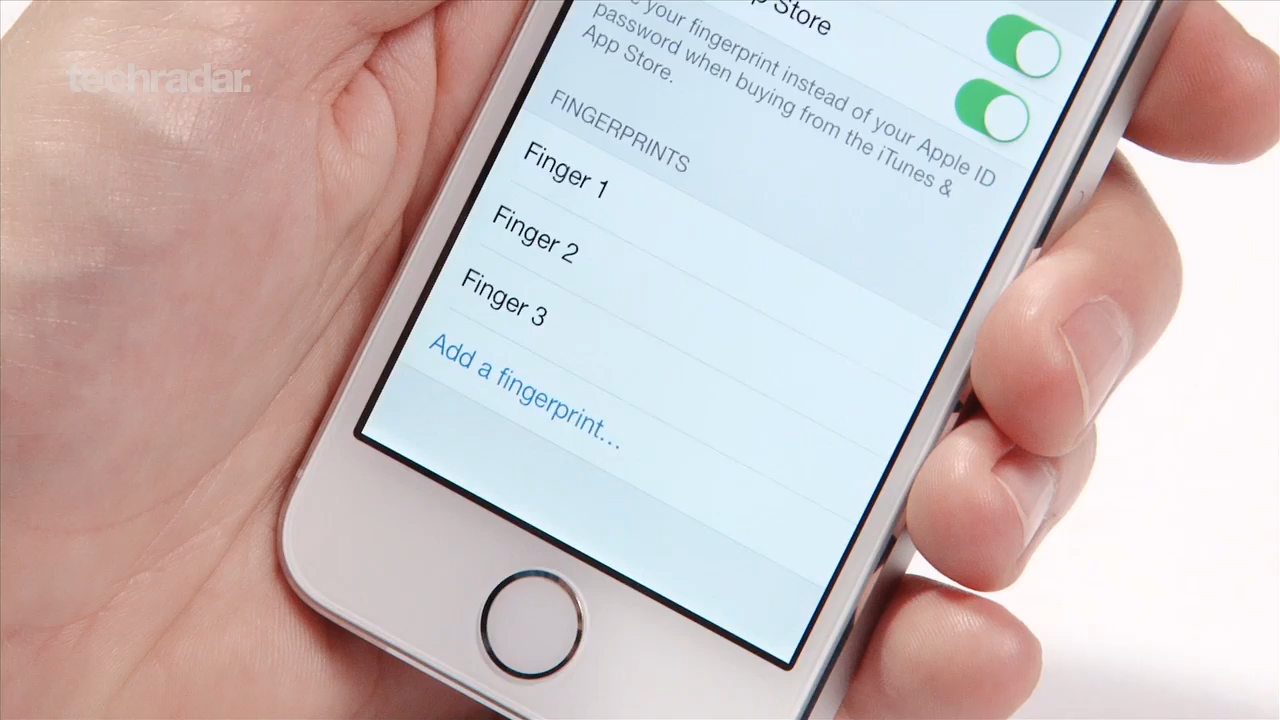 techradar.
Store
your fingerprint instead of your Apple ID
password when buying from the iTunes &
App Store.
FINGERPRINTS
Finger 1
Finger 2
Finger 3
Add a fingerprint...